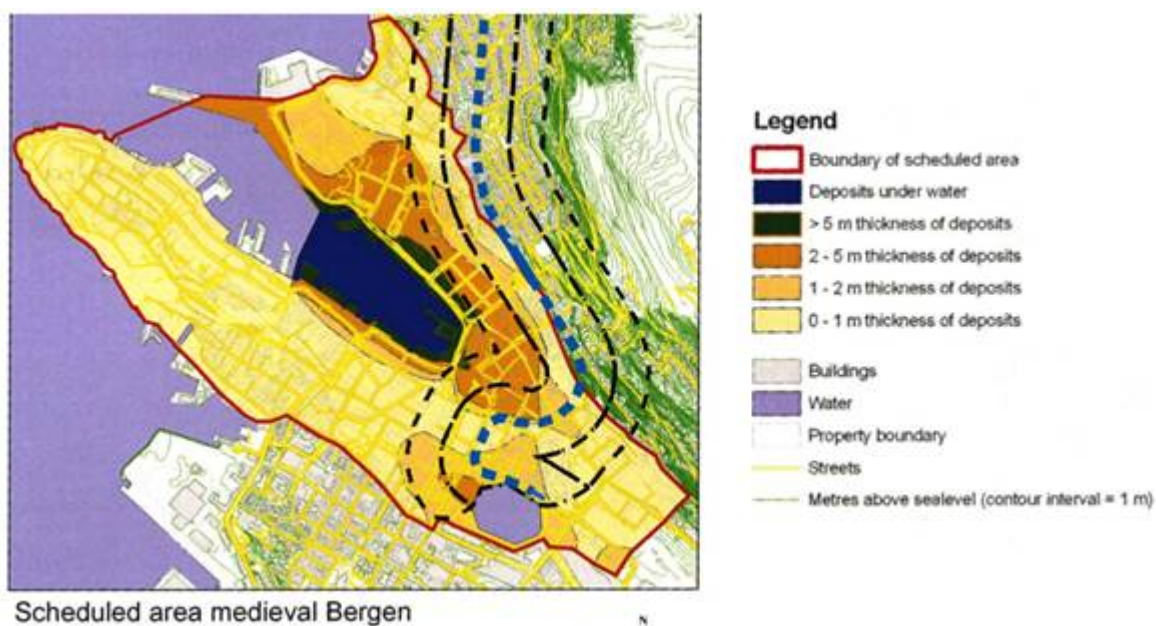 Legend
Boundary of scheduled area
Deposits under water
> 5 m thickness of deposits
2 - 5 m thickness of deposits
1 - 2 m thickness of deposits
0 - 1 m thickness of deposits
Buildings
Water
Property boundary
Streets
Metres above sealevel (contour interval = 1 m)
Scheduled area medieval Bergen
N